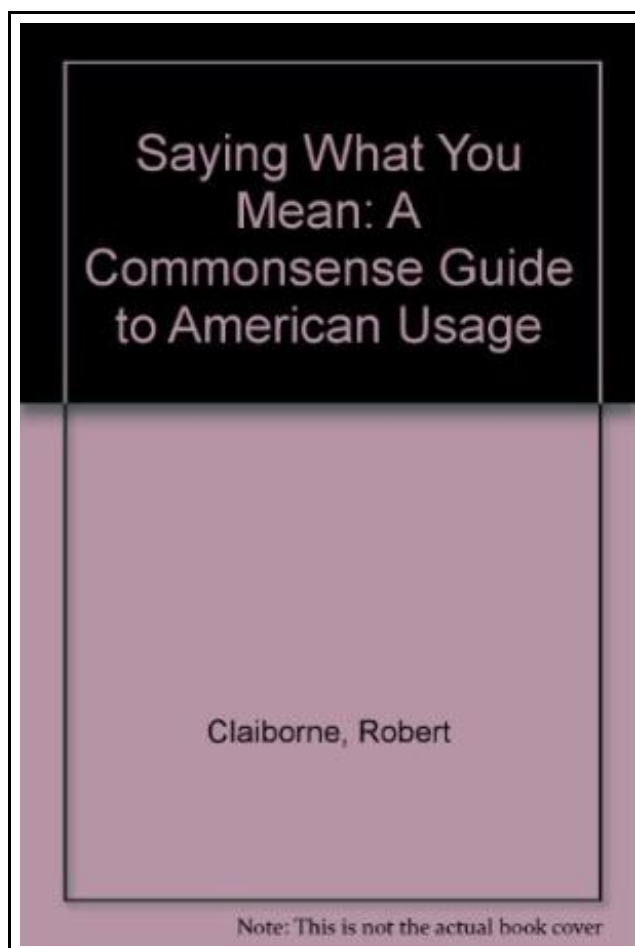 Saying What You
Mean: A
Commonsense Guide
to American Usage
Claiborne, Robert
Note: This is not the actual book cover